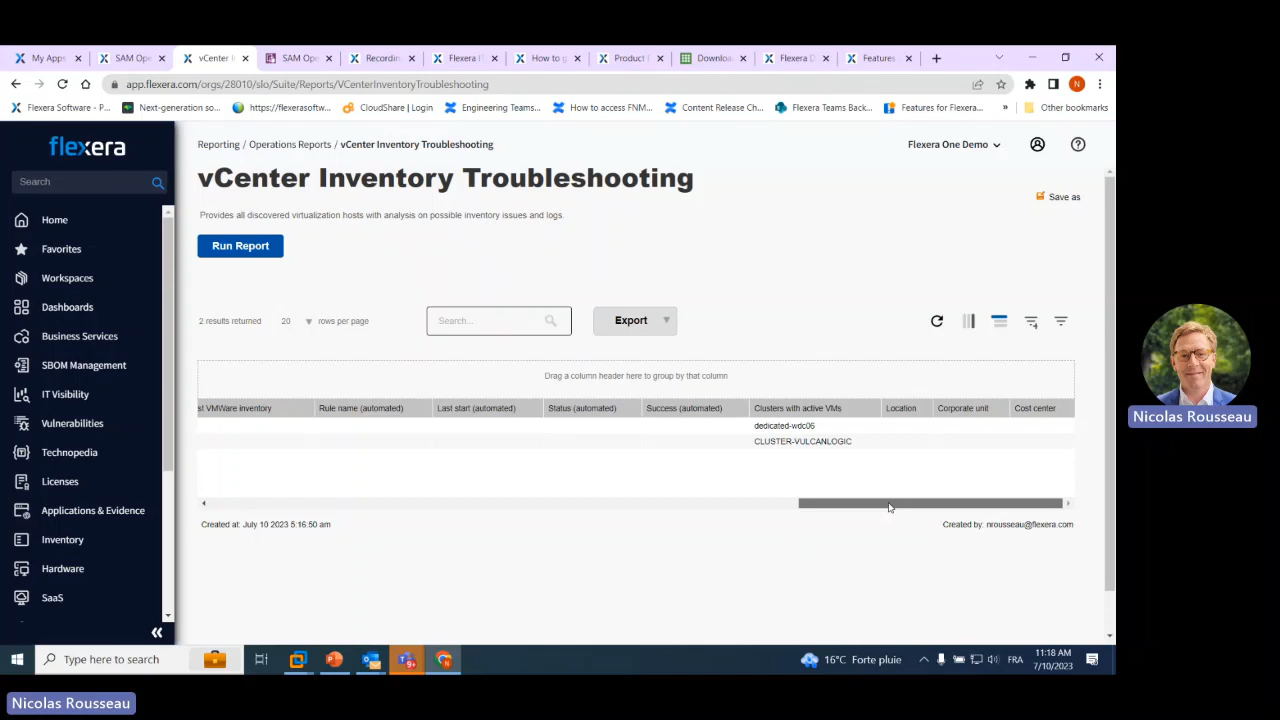 My Apps
SAM Ope
vCenter I
SAM Ope
Recordin
Flexera I
How to g
Product
Downloa
Flexera D
Features
app.flexera.com/orgs/28010/slo/Suite/Reports/VCenterInventoryTroubleshooting
Flexera Software - P...
Next-generation so...
https://flexerasoftw...
CloudShare | Login
Engineering Teams...
How to access FNM...
Content Release Ch...
Flexera Teams Back...
Features for Flexera...
»
Other bookmarks
flexera
Search
Home
Favorites
Workspaces
Dashboards
Business Services
SBOM Management
IT Visibility
Vulnerabilities
Technopedia
Licenses
Applications & Evidence
Inventory
Hardware
SaaS
Reporting / Operations Reports / vCenter Inventory Troubleshooting
Flexera One Demo
vCenter Inventory Troubleshooting
Save as
Provides all discovered virtualization hosts with analysis on possible inventory issues and logs.
Run Report
2 results returned
20
rows per page
Search...
Export
Drag a column header here to group by that column
st VMWare inventory
Rule name (automated)
Last start (automated)
Status (automated)
Success (automated)
Clusters with active VMs
Location
Corporate unit
Cost center
dedicated-wdc06
CLUSTER-VULCANLOGIC
Created at: July 10 2023 5:16:50 am
Created by: nrousseau@flexera.com
Nicolas Rousseau
Type here to search
16°C Forte pluie
FRA
11:18 AM
7/10/2023
Nicolas Rousseau